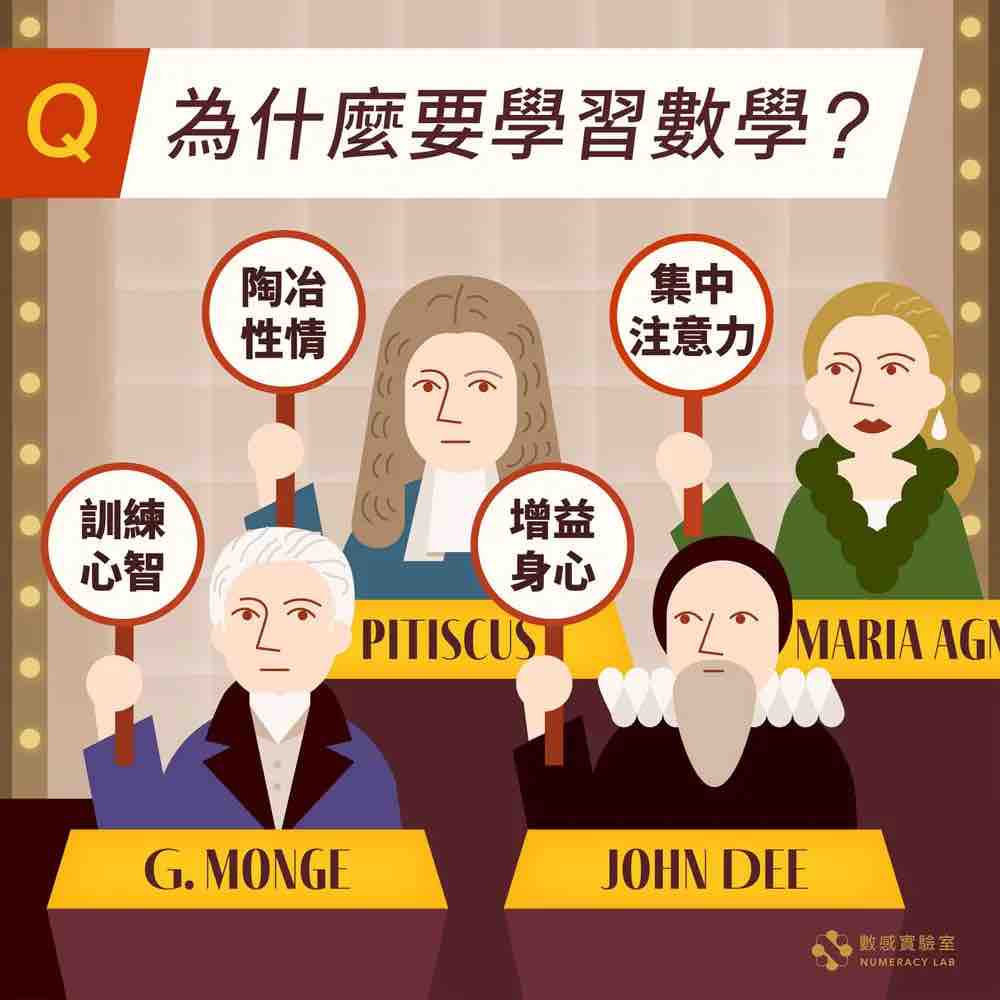 Q
為什麼要學習數學？
陶冶
性情
集中
注意力
訓練
心智
增益
身心
PITISCUS
MARIA AGN
G. MONGE
JOHN DEE
數感實驗室
NUMERACY LAB